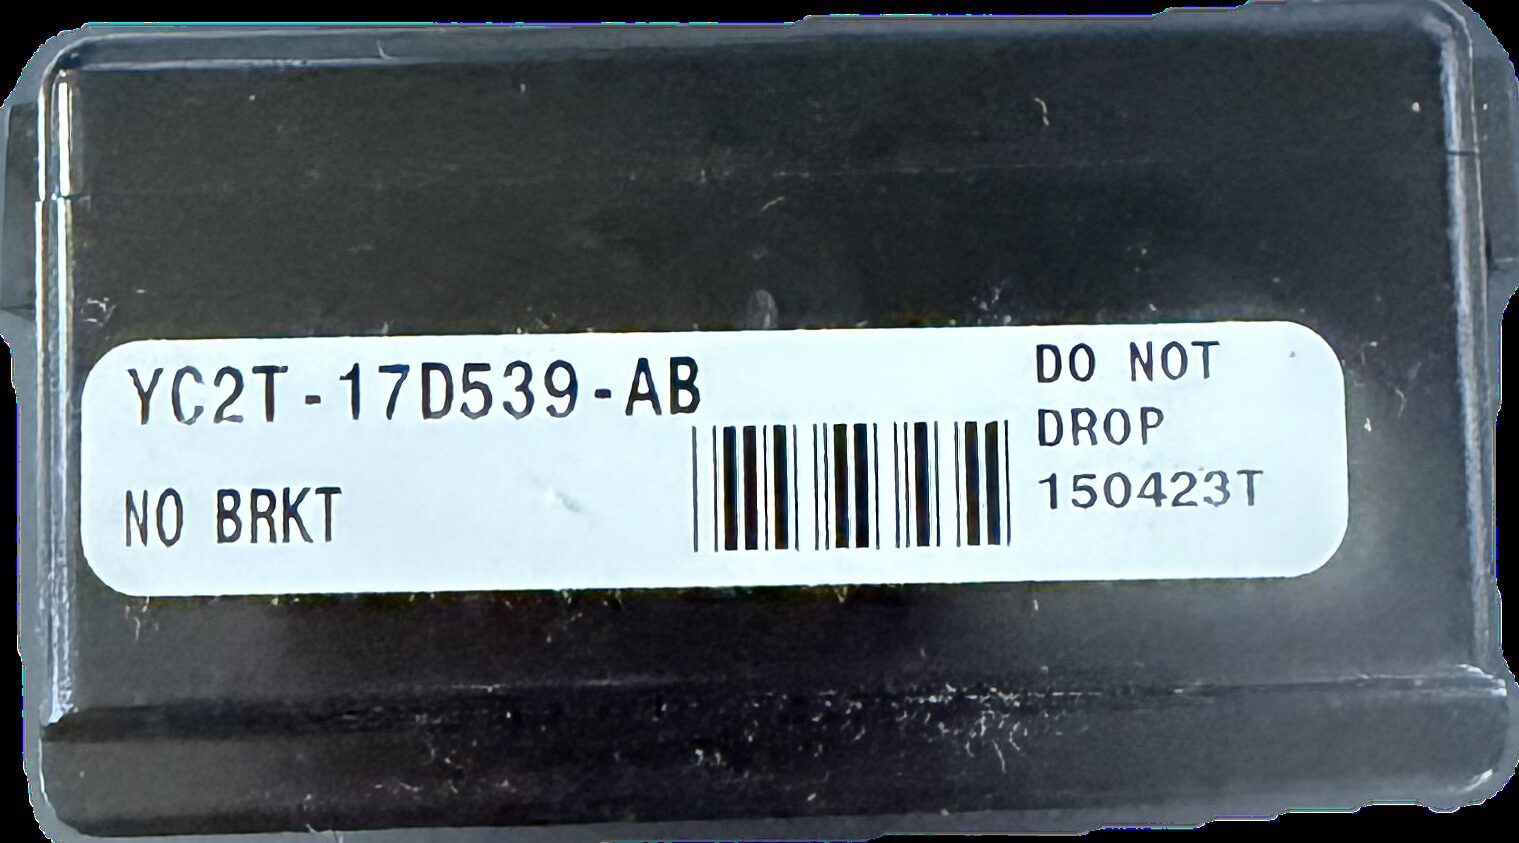 YC2T-17D539-AB
NO BRKT
DO NOT
DROP
150423T